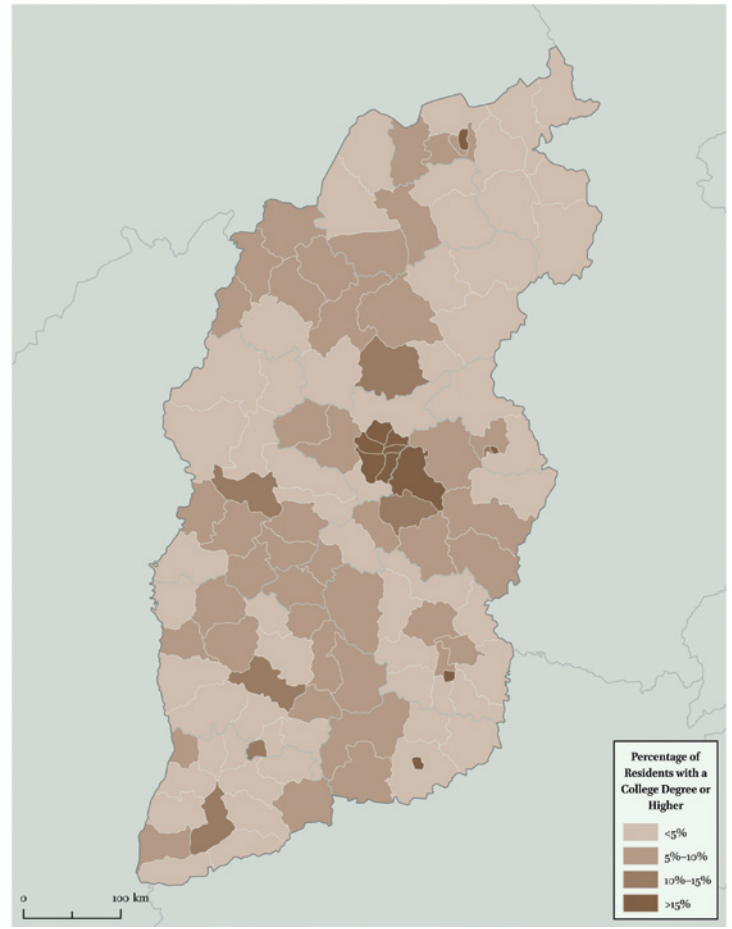 Percentage of
Residents with a
College Degree or
Higher
<5%
5%–10%
10%–15%
>15%
0 100 km